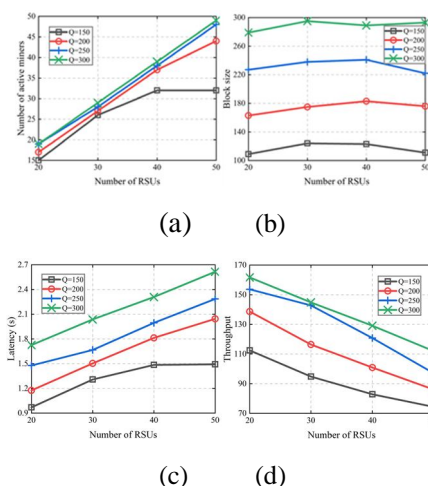 50
45
40
35
30
25
20
15
Number of active miners
Q=150
Q=200
Q=250
Q=300
20 30 40 50
Number of RSUs
(a)
300
260
220
180
140
100
Block size
Q=150
Q=200
Q=250
Q=300
20 30 40 50
Number of RSUs
(b)
2.7
2.4
2.1
1.8
1.5
1.2
0.9
Latency (s)
Q=150
Q=200
Q=250
Q=300
20 30 40 50
Number of RSUs
(c)
170
150
130
110
90
70
Throughput
Q=150
Q=200
Q=250
Q=300
20 30 40 50
Number of RSUs
(d)